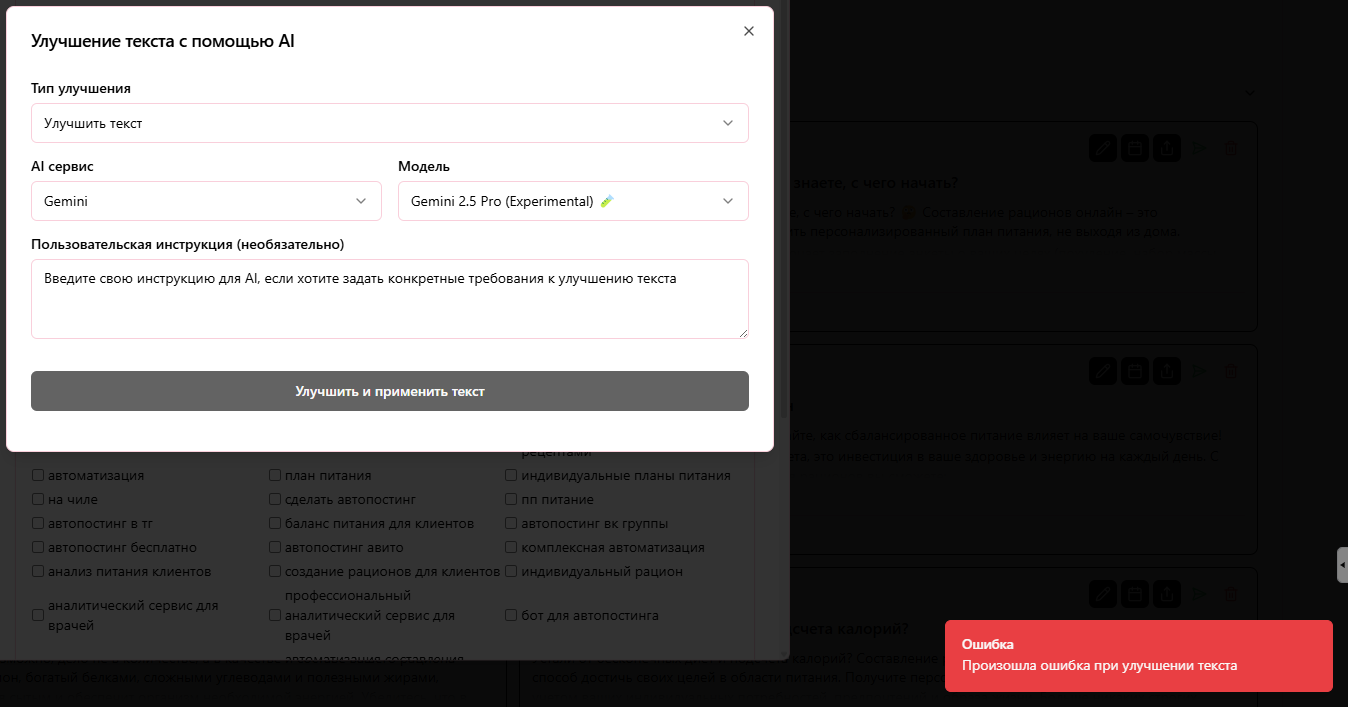 Улучшение текста с помощью AI
Тип улучшения
Улучшить текст
AI сервис
Модель
Gemini
Gemini 2.5 Pro (Experimental)
Пользовательская инструкция (необязательно)
Введите свою инструкцию для AI, если хотите задать конкретные требования к улучшению текста
Улучшить и применить текст
знаете, с чего начать?
с чего начать? Составление рационов онлайн – это
персонализированный план питания, не выходя из дома
как сбалансированное питание влияет на ваше самочувствие!
это инвестиция в ваше здоровье и энергию на каждый день. С
рецептами
автоматизация
план питания
индивидуальные планы питания
на чиле
сделать автопостинг
пп питание
автопостинг в тг
баланс питания для клиентов
автопостинг вк группы
автопостинг бесплатно
автопостинг авито
комплексная автоматизация
анализ питания клиентов
создание рационов для клиентов
индивидуальный рацион
аналитический сервис для
врачей
профессиональный
аналитический сервис для
врачей
бот для автопостинга
автоматизация составления
счета калорий?
калорий? Составление
богатый белками, сложными углеводами и полезными жирами.
способ достичь своих целей в области питания. Получите
Ошибка
Произошла ошибка при улучшении текста